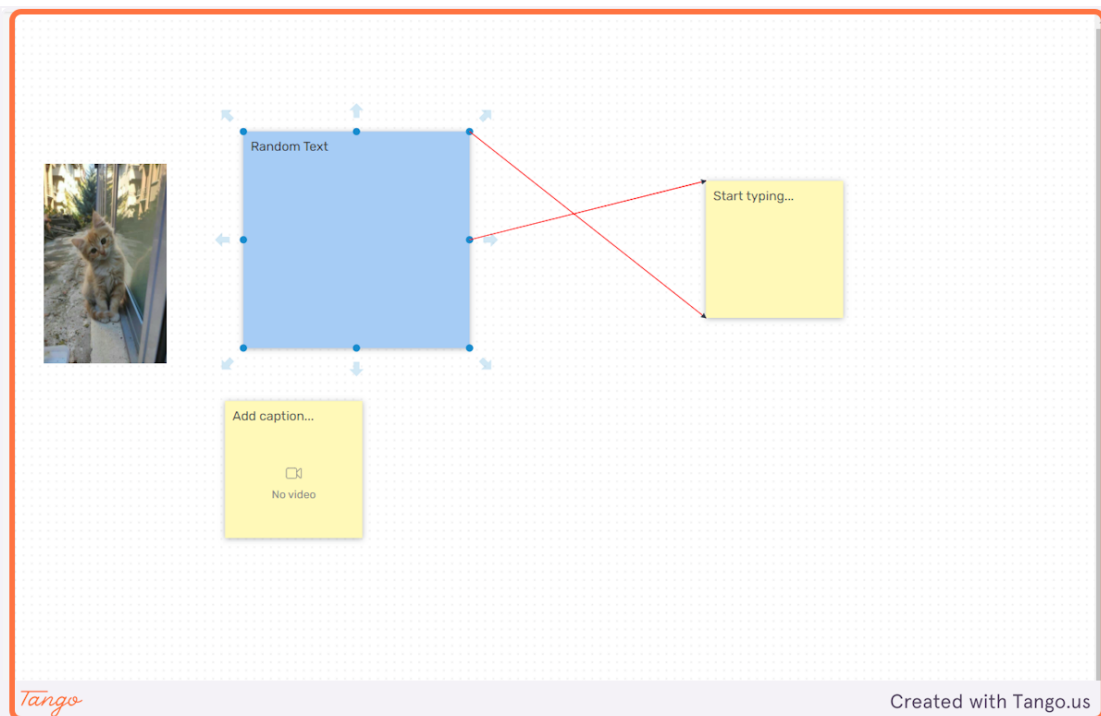 Random Text
Start typing...
Add caption...
No video
Tango
Created with Tango.us